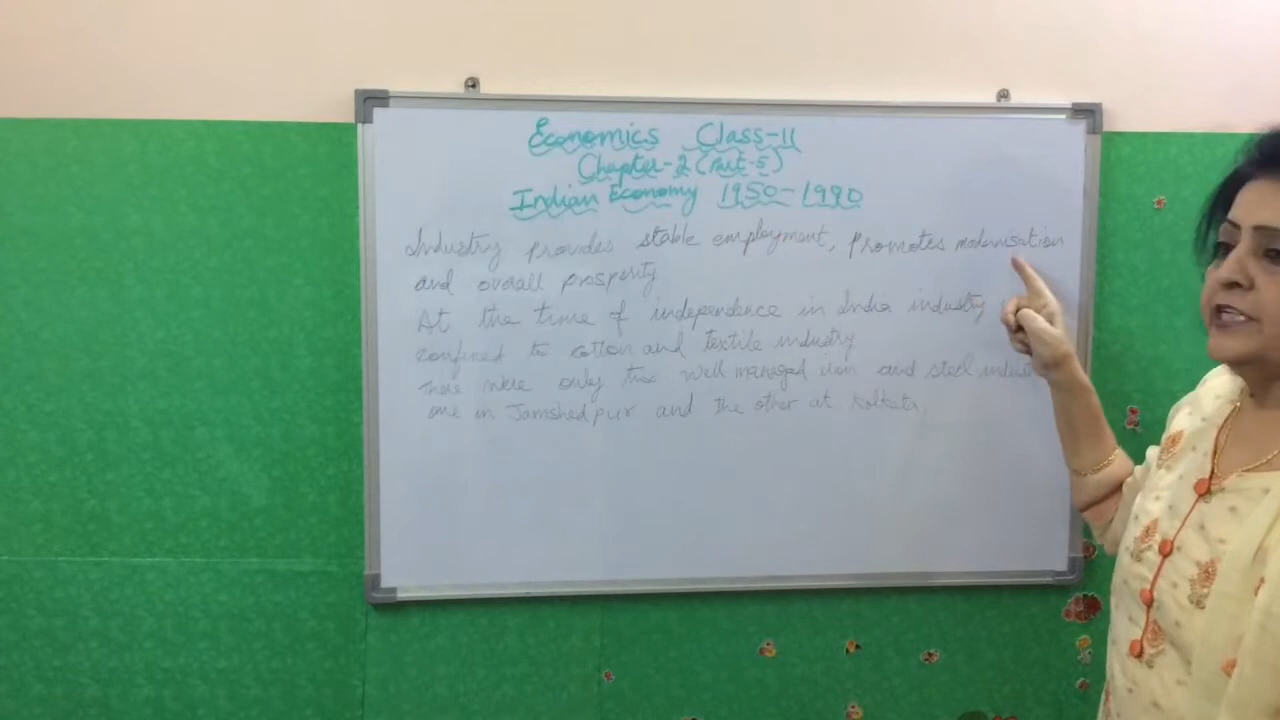 Economics Class-11
Chapter-2 (Part-5)
Indian Economy 1950-1990
Industry provides stable employment, promotes modernisation
and overall prosperity
At the time of independence in India industry
confined to cotton and textile industry
There were only two well managed iron and steel
one in Jamshedpur and the other at Kolkata.